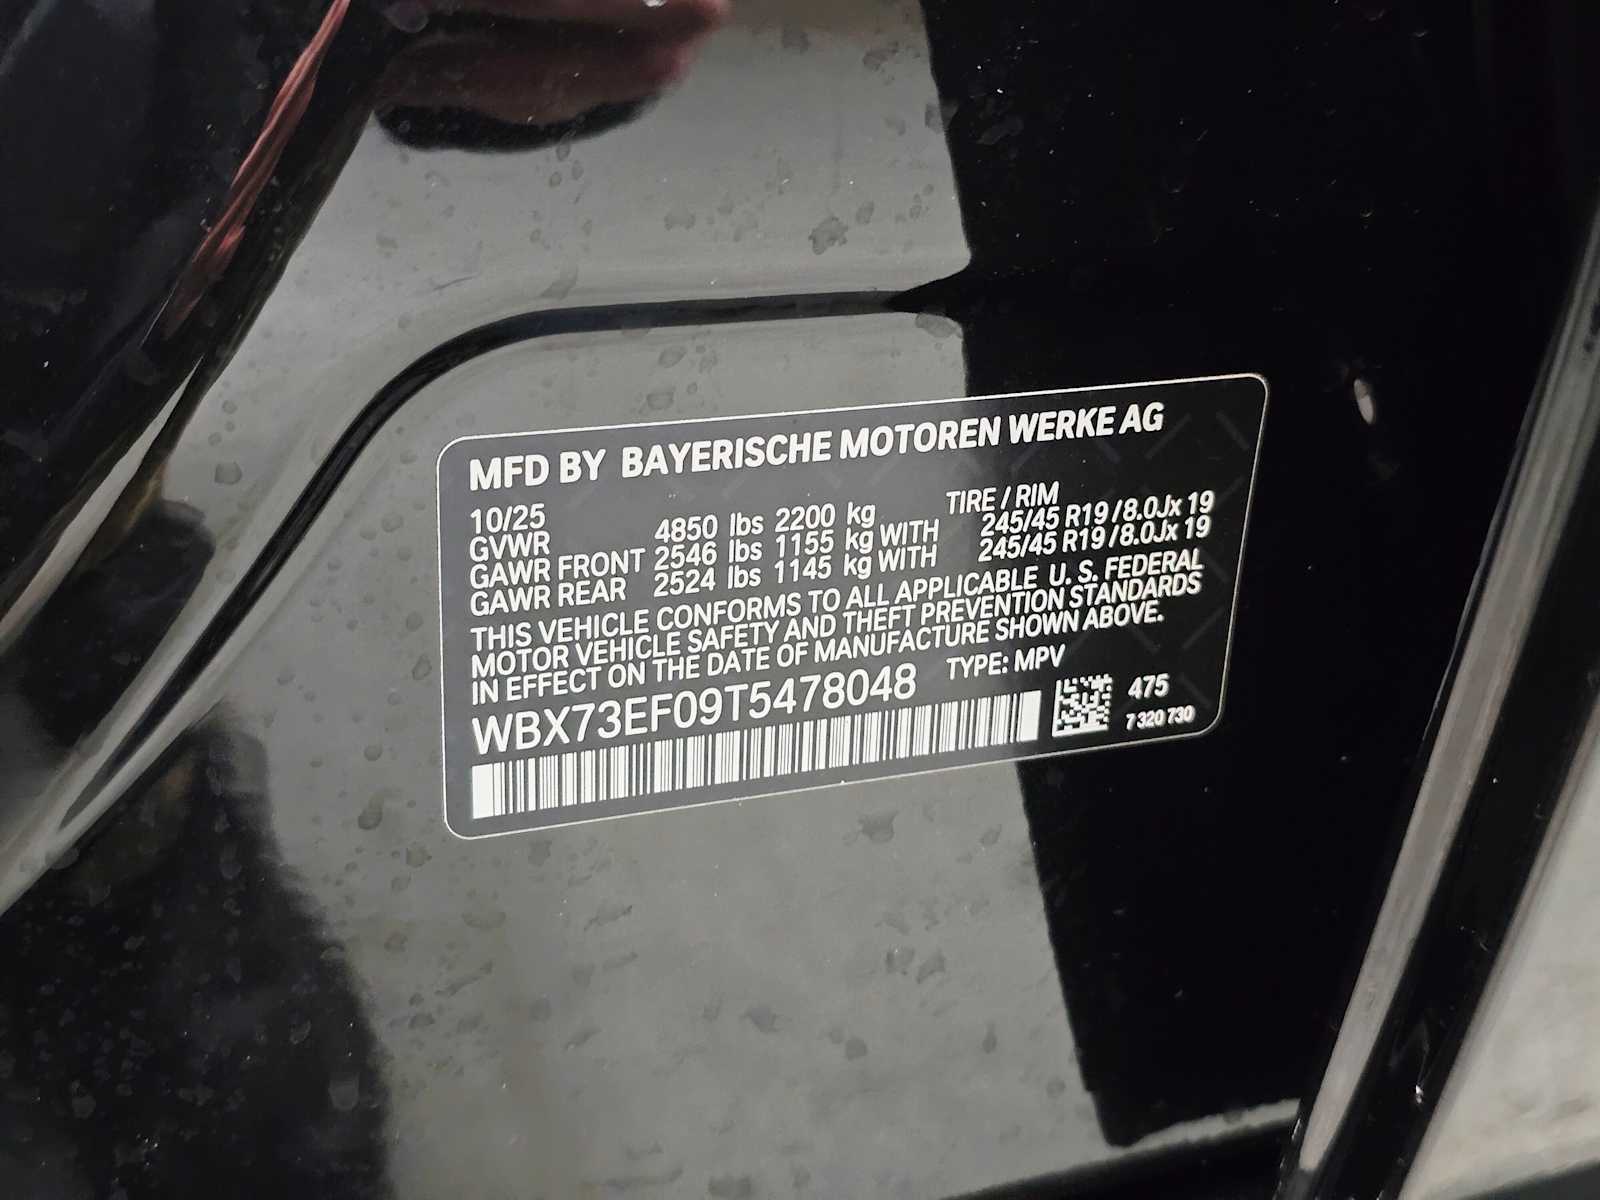 MFD BY BAYERISCHE MOTOREN WERKE AG
10/25 TIRE / RIM
GVWR 4850 lbs 2200 kg
GAWR FRONT 2546 lbs 1155 kg WITH 245/45 R19 /8.0Jx 19
GAWR REAR 2524 lbs 1145 kg WITH 245/45 R19 /8.0Jx 19
THIS VEHICLE CONFORMS TO ALL APPLICABLE U. S. FEDERAL
MOTOR VEHICLE SAFETY AND THEFT PREVENTION STANDARDS
IN EFFECT ON THE DATE OF MANUFACTURE SHOWN ABOVE.
WBX73EF09T5478048 TYPE: MPV
475
7 320 730